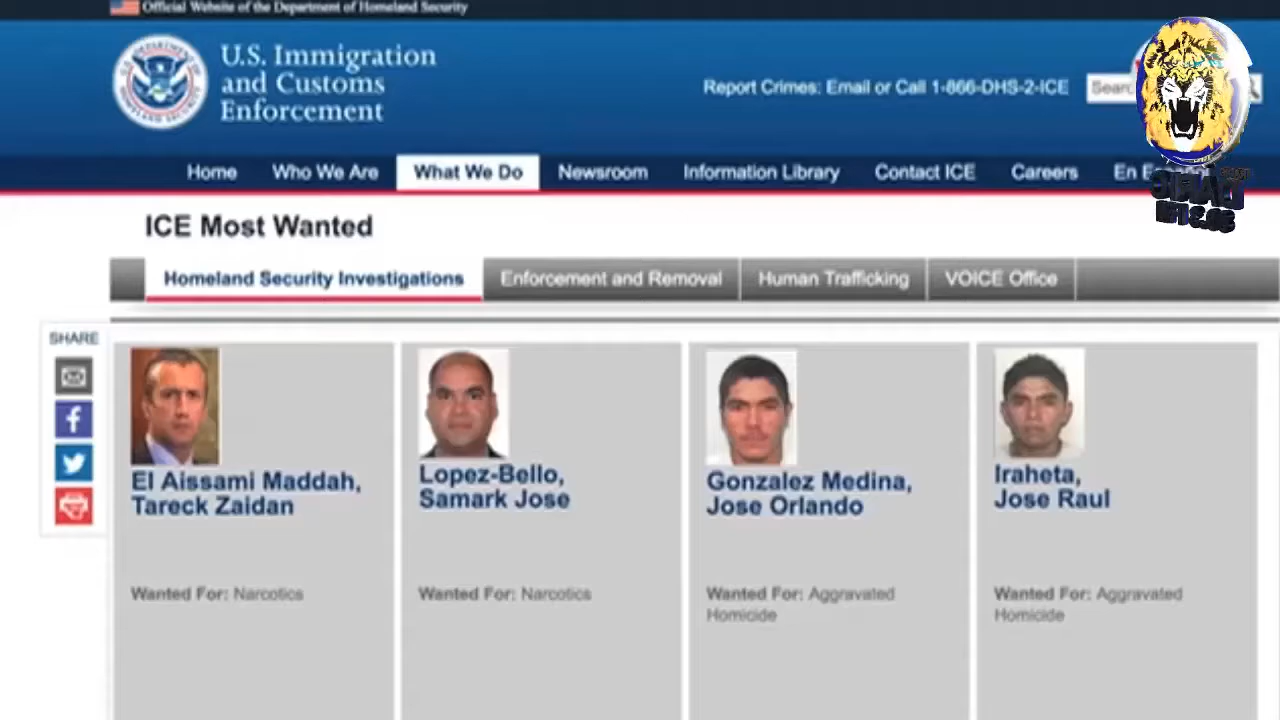 Official Website of the Department of Homeland Security
U.S. Immigration
and Customs
Enforcement
Report Crimes: Email or Call 1-866-DHS-2-ICE
Home Who We Are What We Do Newsroom Information Library Contact ICE Careers En
ICE Most Wanted
Homeland Security Investigations Enforcement and Removal Human Trafficking VOICE Office
SHARE
El Aissami Maddah,
Tareck Zaidan
Wanted For: Narcotics
Lopez-Bello,
Samark Jose
Wanted For: Narcotics
Gonzalez Medina,
Jose Orlando
Wanted For: Aggravated
Homicide
Iraheta,
Jose Raul
Wanted For: Aggravated
Homicide